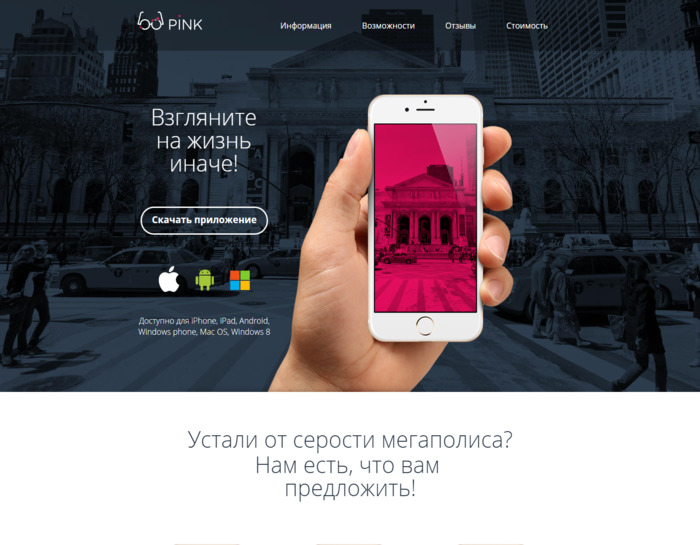 PINK
Информация Возможности Отзывы Стоимость
Взгляните
на жизнь
иначе!
Скачать приложение
Доступно для iPhone, iPad, Android,
Windows phone, Mac OS, Windows 8
Устали от серости мегаполиса?
Нам есть, что вам
предложить!